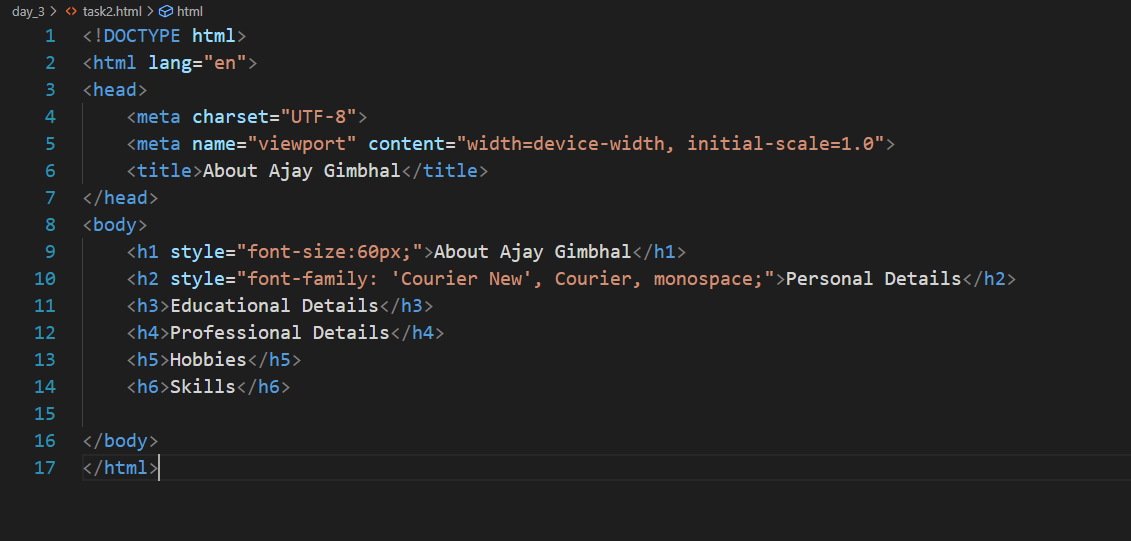 day_3 > <> task2.html > html
1 <!DOCTYPE html>
2 <html lang="en">
3 <head>
4     <meta charset="UTF-8">
5     <meta name="viewport" content="width=device-width, initial-scale=1.0">
6     <title>About Ajay Gimbhal</title>
7 </head>
8 <body>
9     <h1 style="font-size:60px;">About Ajay Gimbhal</h1>
10     <h2 style="font-family: 'Courier New', Courier, monospace;">Personal Details</h2>
11     <h3>Educational Details</h3>
12     <h4>Professional Details</h4>
13     <h5>Hobbies</h5>
14     <h6>Skills</h6>
15
16 </body>
17 </html>